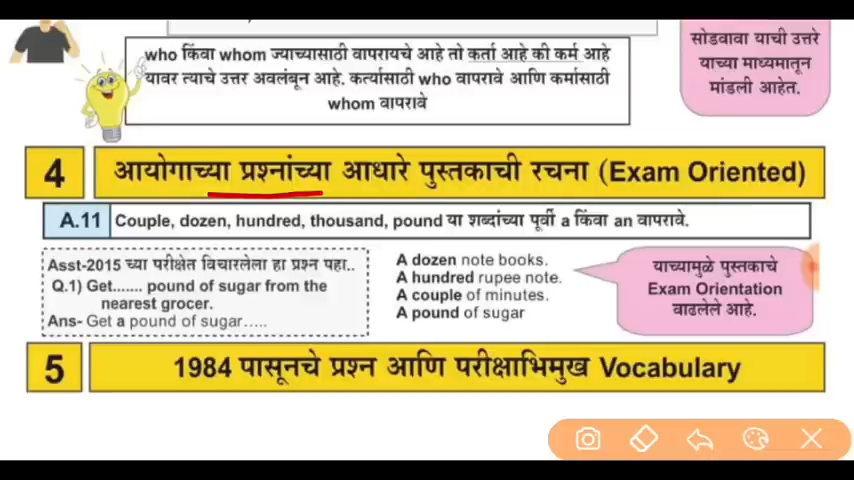 who किंवा whom ज्याच्यासाठी वापरायचे आहे तो कर्ता आहे की कर्म आहे
यावर त्याचे उत्तर अवलंबून आहे. कर्त्यासाठी who वापरावे आणि कर्मासाठी
whom वापरावे
सोडवावा याची उत्तरे
याच्या माध्यमातून
मांडली आहेत.
4 आयोगाच्या प्रश्नांच्या आधारे पुस्तकाची रचना (Exam Oriented)
A.11 Couple, dozen, hundred, thousand, pound या शब्दांच्या पूर्वी a किंवा an वापरावे.
Asst-2015 च्या परीक्षेत विचारलेला हा प्रश्न पहा..
Q.1) Get....... pound of sugar from the
nearest grocer.
Ans- Get a pound of sugar.....
A dozen note books.
A hundred rupee note.
A couple of minutes.
A pound of sugar
याच्यामुळे पुस्तकाचे
Exam Orientation
वाढलेले आहे.
5 1984 पासूनचे प्रश्न आणि परीक्षाभिमुख Vocabulary